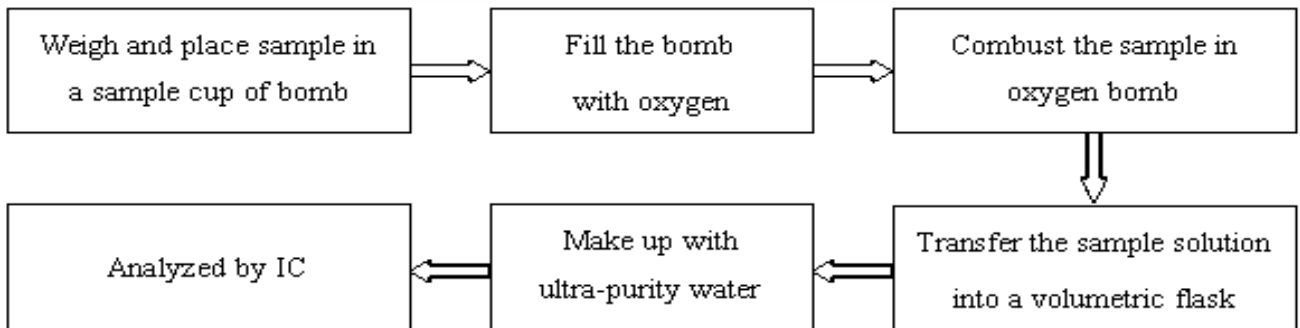 Weigh and place sample in
a sample cup of bomb
Fill the bomb
with oxygen
Combust the sample in
oxygen bomb
Transfer the sample solution
into a volumetric flask
Make up with
ultra-purity water
Analyzed by IC